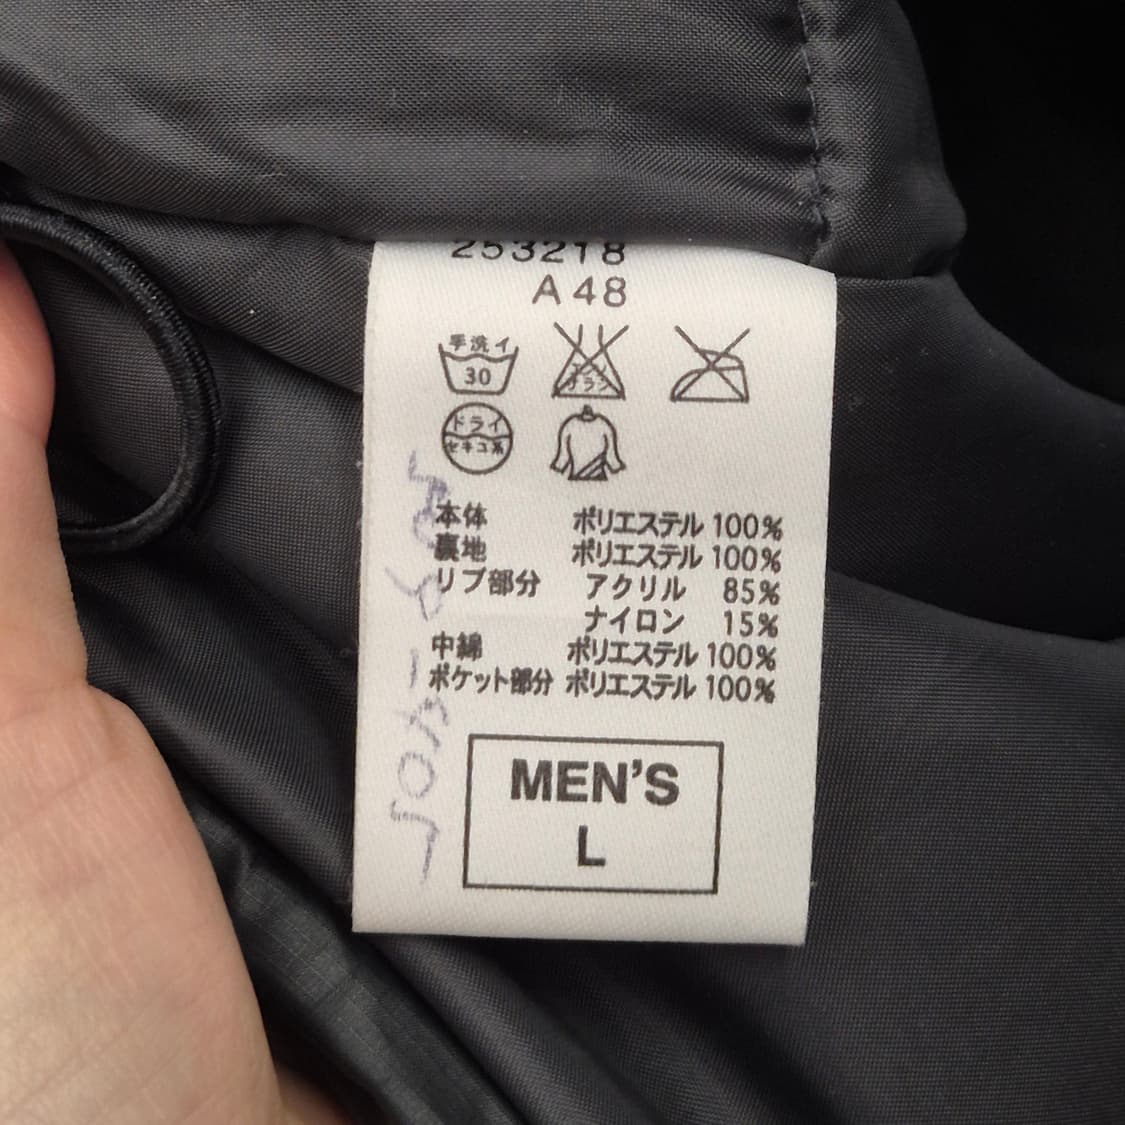 253218
A48
手洗イ
30
ドライ
セキユ系
本体 ポリエステル 100%
裏地 ポリエステル 100%
リブ部分 アクリル 85%
ナイロン 15%
中綿 ポリエステル 100%
ポケット部分 ポリエステル 100%
MEN'S
L